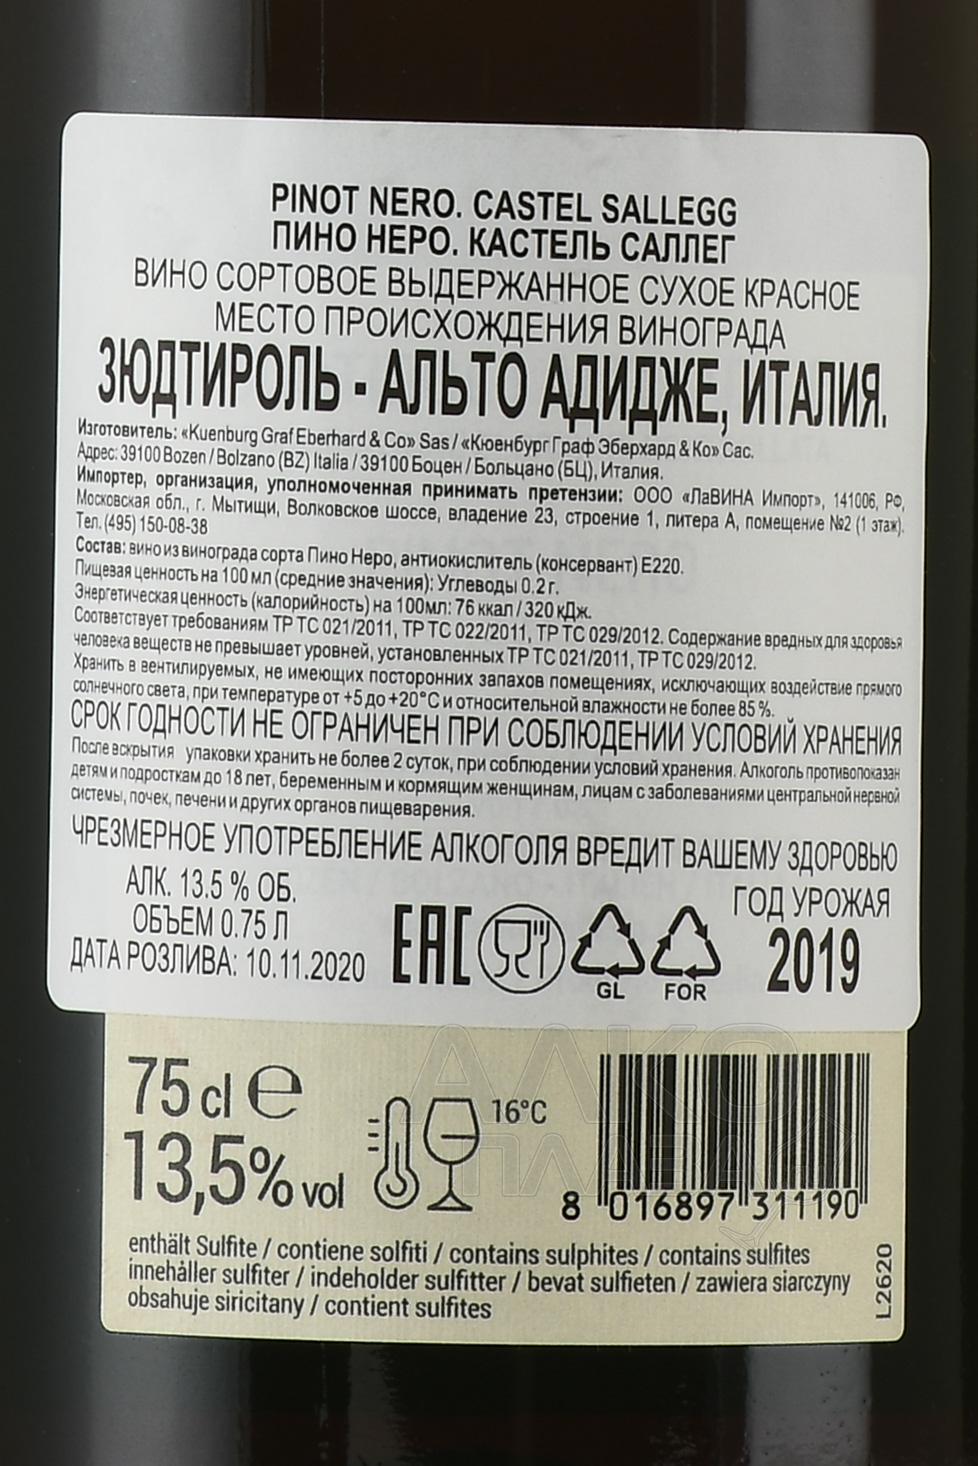 PINOT NERO. CASTEL SALLEGG
ПИНО НЕРО. КАСТЕЛЬ САЛЛЕГ
ВИНО СОРТОВОЕ ВЫДЕРЖАННОЕ СУХОЕ КРАСНОЕ
МЕСТО ПРОИСХОЖДЕНИЯ ВИНОГРАДА
ЗЮДТИРОЛЬ - АЛЬТО АДИДЖЕ, ИТАЛИЯ.
Изготовитель: «Kuenburg Graf Eberhard & Co» Sas / «Кюенбург Граф Эберхард & Ко» Сас.
Адрес: 39100 Bozen / Bolzano (BZ) Italia / 39100 Боцен / Больцано (БЦ), Италия.
Импортер, организация, уполномоченная принимать претензии: ООО «ЛаВИНА Импорт», 141006, РФ,
Московская обл., г. Мытищи, Волковское шоссе, владение 23, строение 1, литера А, помещение №2 (1 этаж).
Тел. (495) 150-08-38
Состав: вино из винограда сорта Пино Неро, антиокислитель (консервант) Е220.
Пищевая ценность на 100 мл (средние значения): Углеводы 0.2 г.
Энергетическая ценность (калорийность) на 100мл: 76 ккал / 320 кДж.
Соответствует требованиям ТР ТС 021/2011, ТР ТС 022/2011, ТР ТС 029/2012. Содержание вредных для здоровья
человека веществ не превышает уровней, установленных ТР ТС 021/2011, ТР ТС 029/2012.
Хранить в вентилируемых, не имеющих посторонних запахов помещениях, исключающих воздействие прямого
солнечного света, при температуре от +5 до +20°С и относительной влажности не более 85 %.
СРОК ГОДНОСТИ НЕ ОГРАНИЧЕН ПРИ СОБЛЮДЕНИИ УСЛОВИЙ ХРАНЕНИЯ
После вскрытия упаковки хранить не более 2 суток, при соблюдении условий хранения. Алкоголь противопоказан
детям и подросткам до 18 лет, беременным и кормящим женщинам, лицам с заболеваниями центральной нервной
системы, почек, печени и других органов пищеварения.
ЧРЕЗМЕРНОЕ УПОТРЕБЛЕНИЕ АЛКОГОЛЯ ВРЕДИТ ВАШЕМУ ЗДОРОВЬЮ
АЛК. 13.5 % ОБ.
ОБЪЕМ 0.75 Л
ДАТА РОЗЛИВА: 10.11.2020
EAC
GL
FOR
ГОД УРОЖАЯ
2019
75 cl e
13,5% vol
16°C
8 016897 311190
enthält Sulfite / contiene solfiti / contains sulphites / contains sulfites
innehåller sulfiter / indeholder sulfitter / bevat sulfieten / zawiera siarczyny
obsahuje siricitany / contient sulfites
L2620
АЛКО
ПЛЕЙС